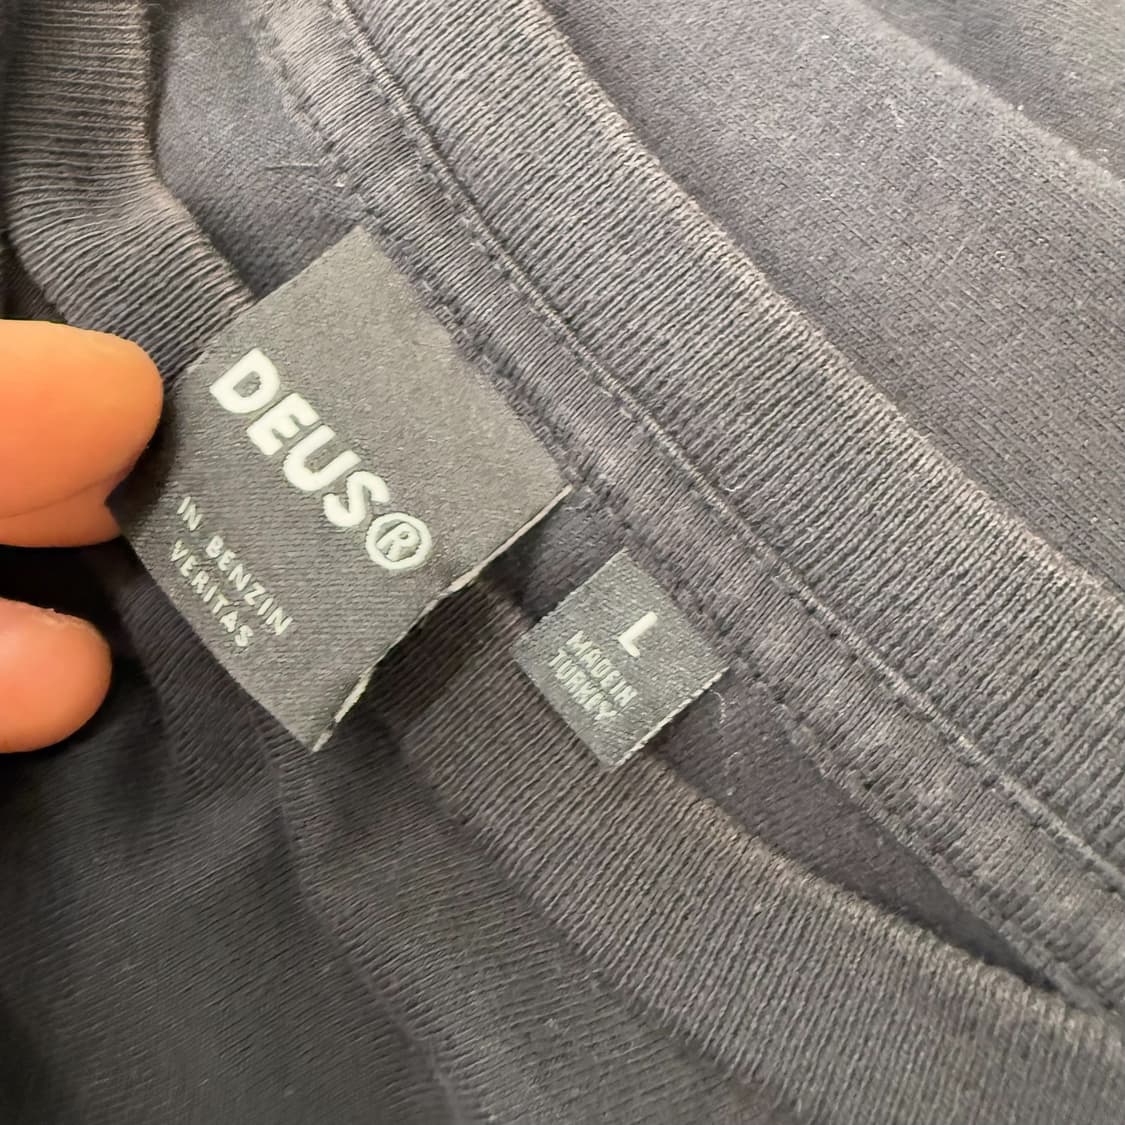 DEUS®
IN BENZIN
VERITAS
L
MADE IN
TURKEY